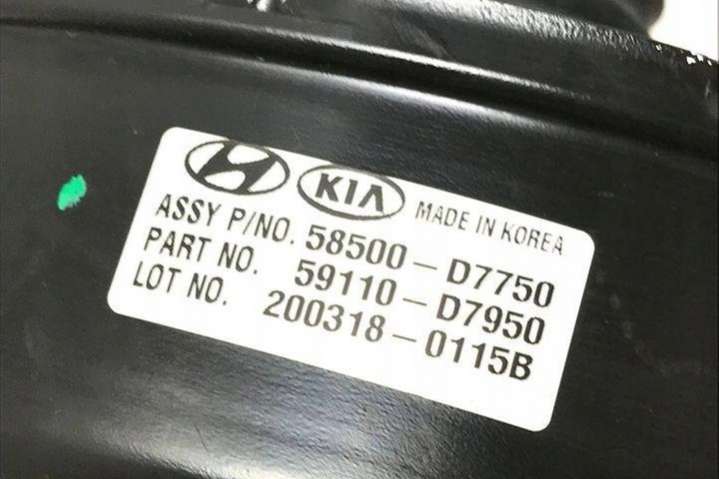 KIA MADE IN KOREA
ASSY P/NO. 58500-D7750
PART NO. 59110-D7950
LOT NO. 200318-0115B